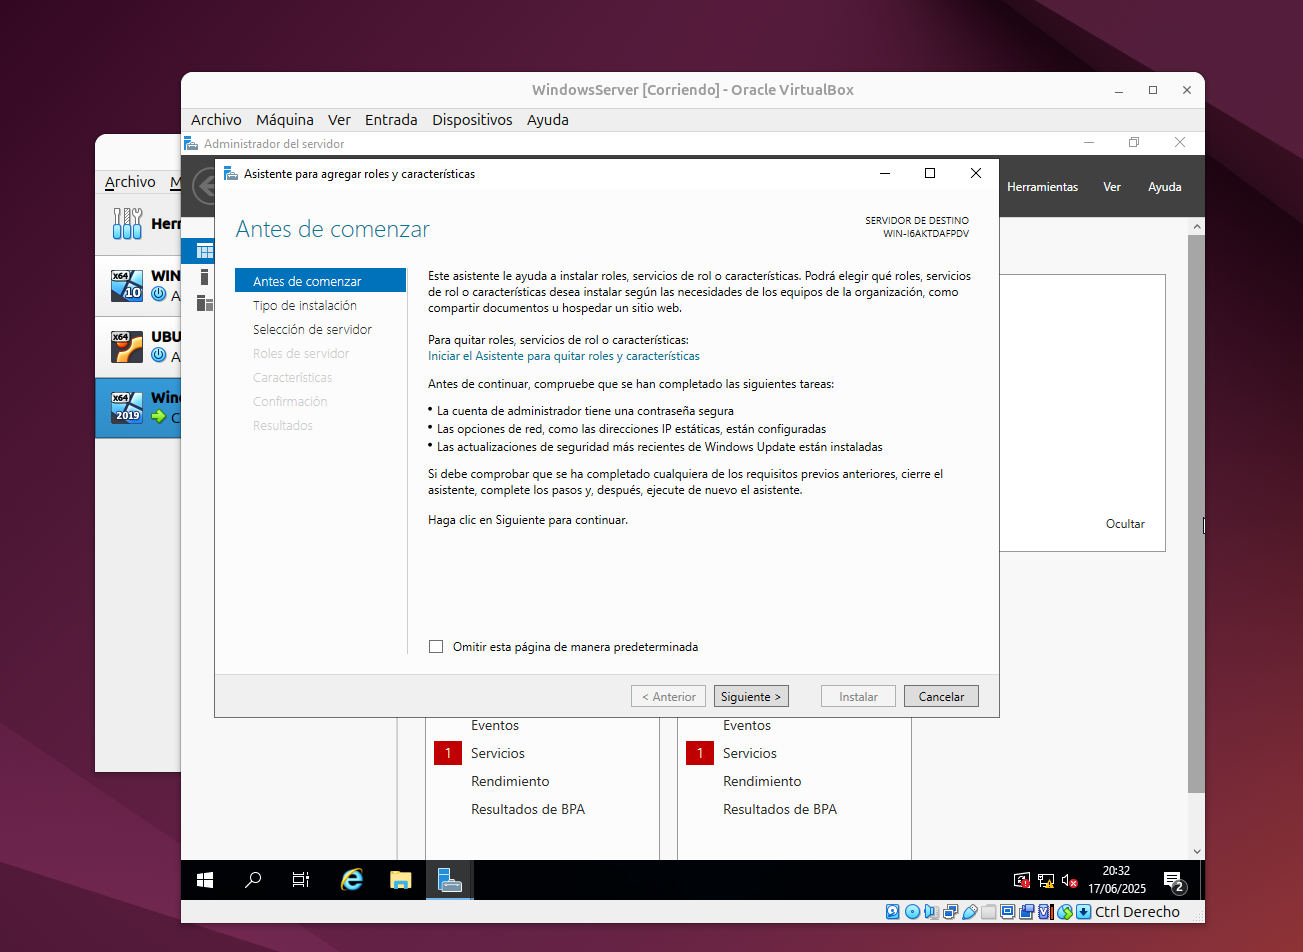 WindowsServer [Corriendo] - Oracle VirtualBox
Archivo Máquina Ver Entrada Dispositivos Ayuda
Administrador del servidor
Archivo M
Herr
x64 10 WIN
A
x64 UBU
A
x64 2019 Wind
C
Asistente para agregar roles y características
Herramientas Ver Ayuda
Antes de comenzar
SERVIDOR DE DESTINO
WIN-I6AKTDAFPDV
Antes de comenzar
Tipo de instalación
Selección de servidor
Roles de servidor
Características
Confirmación
Resultados
Este asistente le ayuda a instalar roles, servicios de rol o características. Podrá elegir qué roles, servicios
de rol o características desea instalar según las necesidades de los equipos de la organización, como
compartir documentos u hospedar un sitio web.
Para quitar roles, servicios de rol o características:
Iniciar el Asistente para quitar roles y características
Antes de continuar, compruebe que se han completado las siguientes tareas:
• La cuenta de administrador tiene una contraseña segura
• Las opciones de red, como las direcciones IP estáticas, están configuradas
• Las actualizaciones de seguridad más recientes de Windows Update están instaladas
Si debe comprobar que se ha completado cualquiera de los requisitos previos anteriores, cierre el
asistente, complete los pasos y, después, ejecute de nuevo el asistente.
Haga clic en Siguiente para continuar.
Ocultar
Omitir esta página de manera predeterminada
< Anterior Siguiente > Instalar Cancelar
Eventos
1 Servicios
Rendimiento
Resultados de BPA
Eventos
1 Servicios
Rendimiento
Resultados de BPA
20:32
17/06/2025
2
Ctrl Derecho